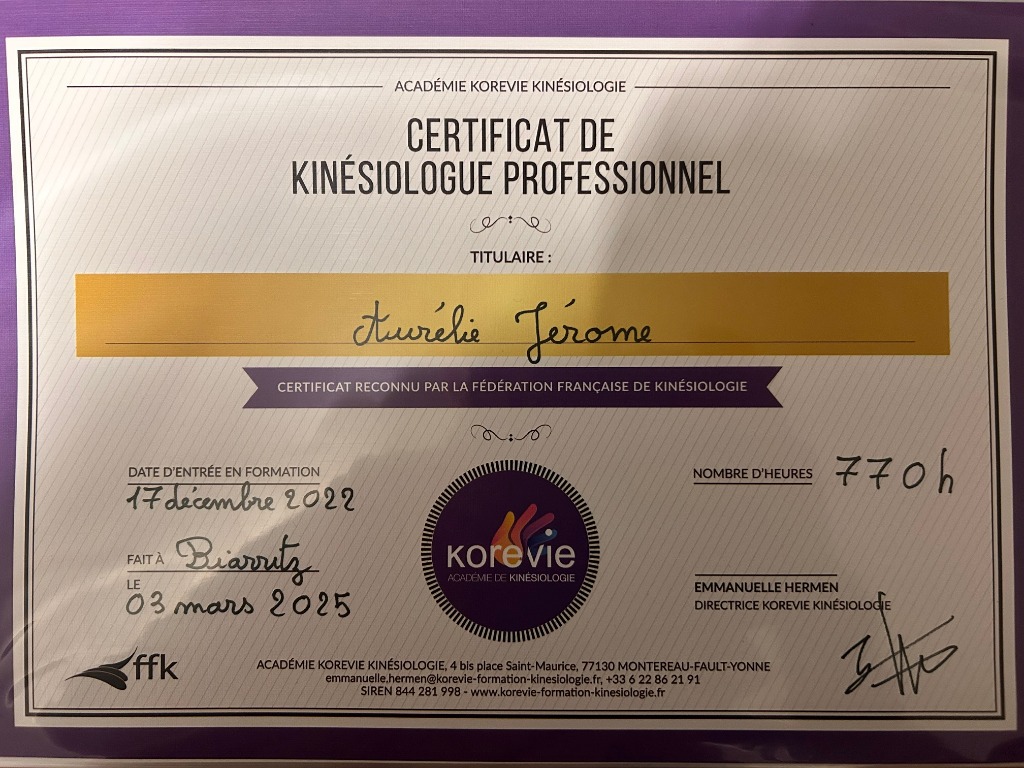 ACADÉMIE KOREVIE KINÉSIOLOGIE
CERTIFICAT DE
KINÉSIOLOGUE PROFESSIONNEL
TITULAIRE :
Aurélie Jérome
CERTIFICAT RECONNU PAR LA FÉDÉRATION FRANÇAISE DE KINÉSIOLOGIE
DATE D'ENTRÉE EN FORMATION
17 décembre 2022
NOMBRE D'HEURES 770h
FAIT À Biarritz
LE
03 mars 2025
korevie
ACADÉMIE DE KINÉSIOLOGIE
EMMANUELLE HERMEN
DIRECTRICE KOREVIE KINÉSIOLOGIE
ffk
ACADÉMIE KOREVIE KINÉSIOLOGIE, 4 bis place Saint-Maurice, 77130 MONTEREAU-FAULT-YONNE
emmanuelle.hermen@korevie-formation-kinesiologie.fr, +33 6 22 86 21 91
SIREN 844 281 998 - www.korevie-formation-kinesiologie.fr